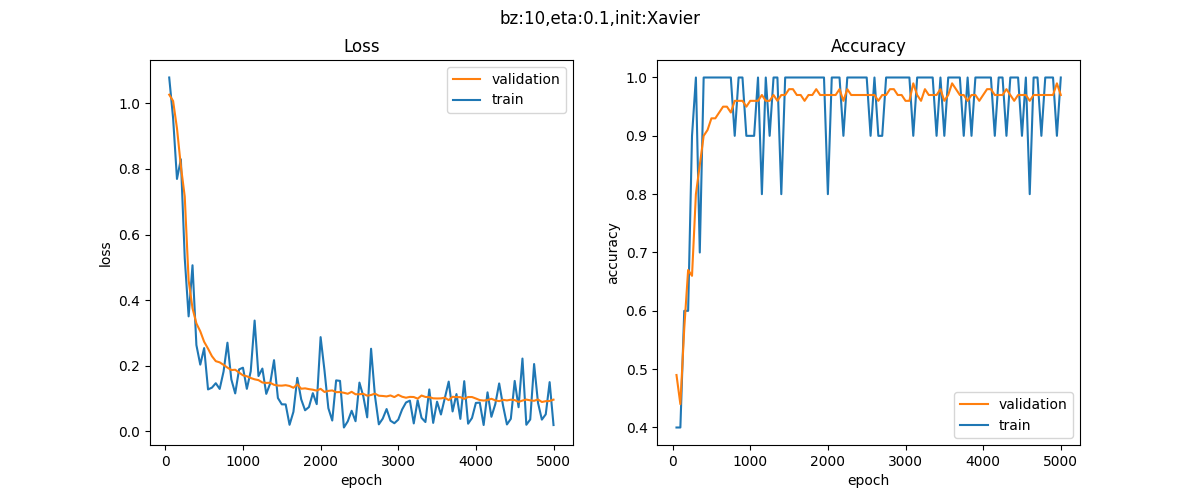 bz:10,eta:0.1,init:Xavier
Loss
validation
train
1.0
0.8
0.6
0.4
0.2
0.0
loss
0
1000
2000
3000
4000
5000
epoch
Accuracy
1.0
0.9
0.8
0.7
0.6
0.5
0.4
accuracy
validation
train
0
1000
2000
3000
4000
5000
epoch